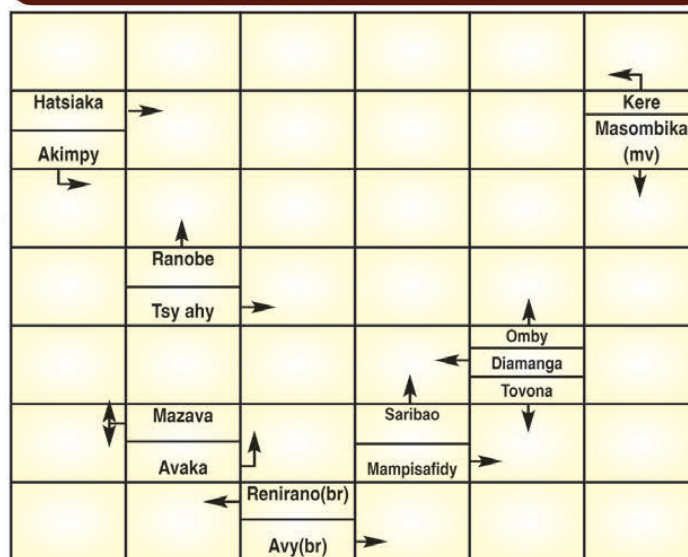 Hatsiaka
Akimpy
Kere
Masombika
(mv)
Ranobe
Tsy ahy
Omby
Diamanga
Tovona
Mazava
Avaka
Saribao
Mampisafidy
Renirano(br)
Avy(br)